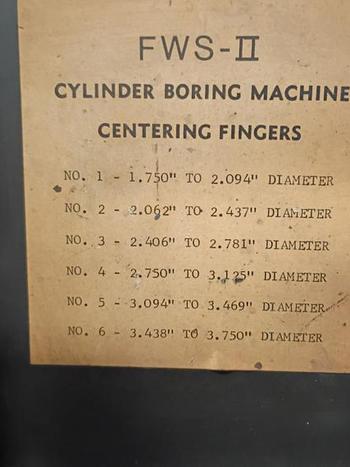 FWS-II
CYLINDER BORING MACHINE
CENTERING FINGERS
NO. 1 - 1.750" TO 2.094" DIAMETER
NO. 2 - 2.062" TO 2.437" DIAMETER
NO. 3 - 2.406" TO 2.781" DIAMETER
NO. 4 - 2.750" TO 3.125" DIAMETER
NO. 5 - 3.094" TO 3.469" DIAMETER
NO. 6 - 3.438" TO 3.750" DIAMETER